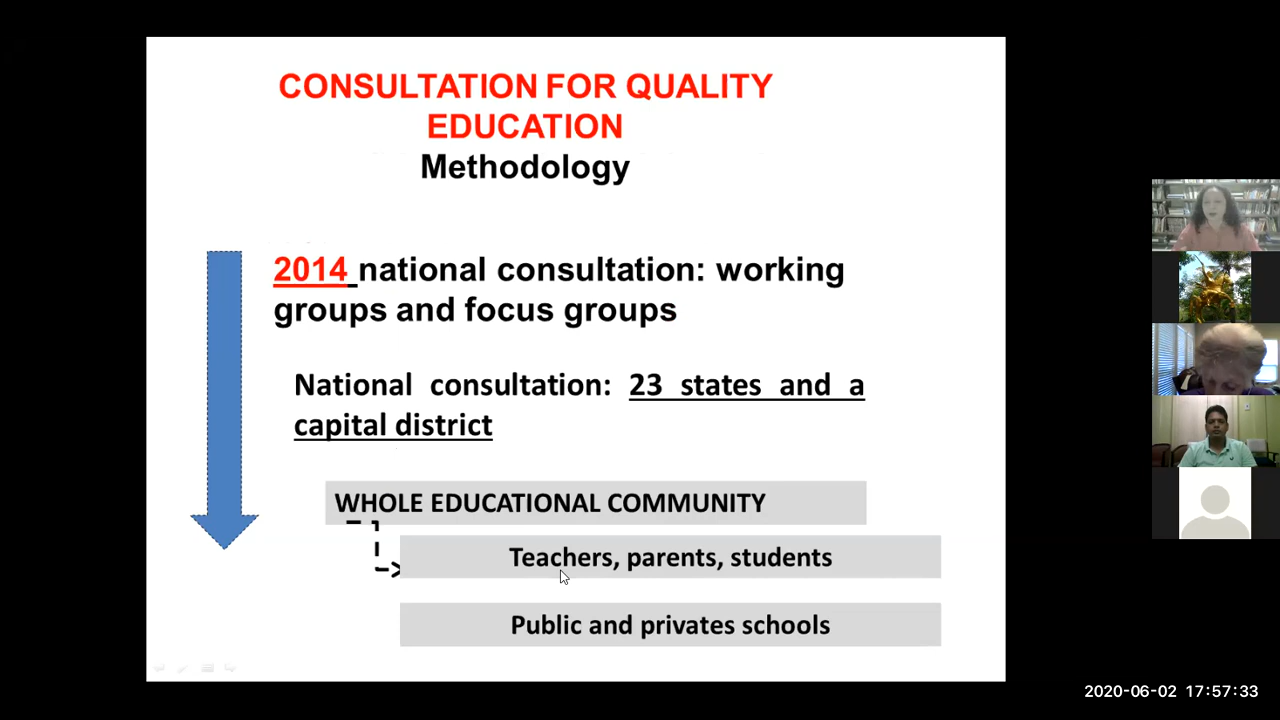 CONSULTATION FOR QUALITY
EDUCATION
Methodology
2014 national consultation: working
groups and focus groups
National consultation: 23 states and a
capital district
WHOLE EDUCATIONAL COMMUNITY
Teachers, parents, students
Public and privates schools
2020-06-02 17:57:33